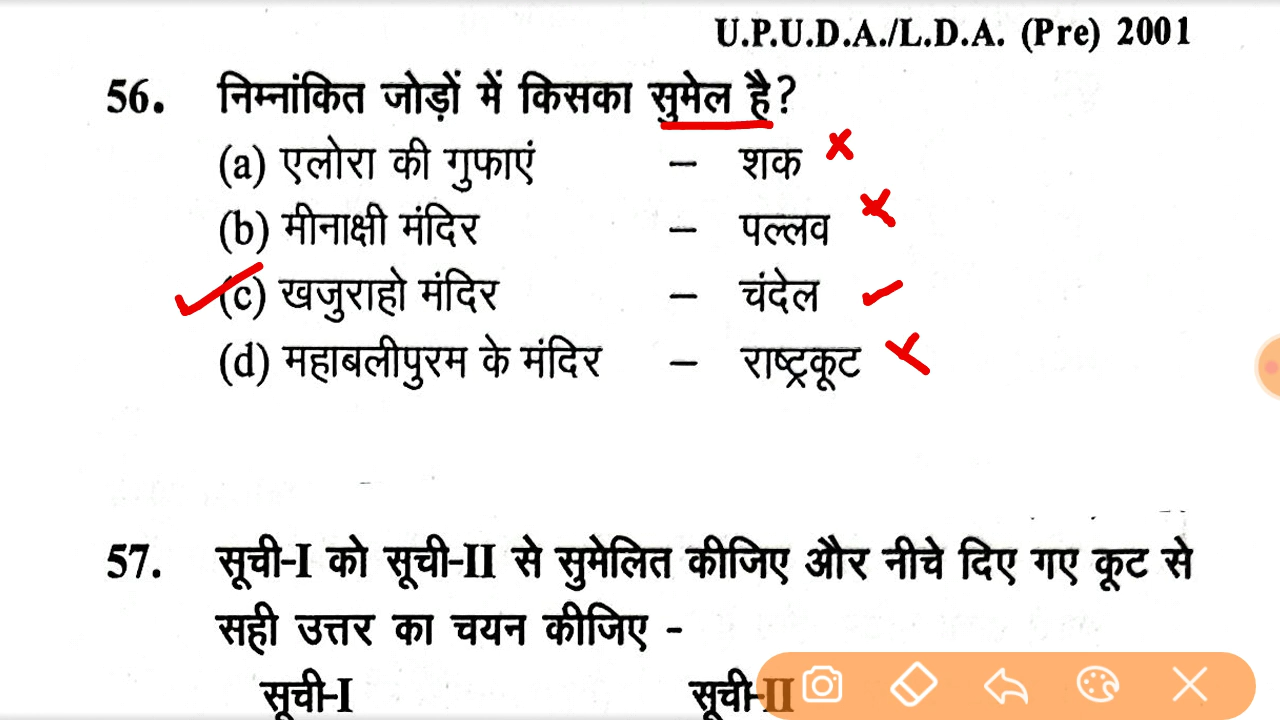 U.P.U.D.A./L.D.A. (Pre) 2001
56. निम्नांकित जोड़ों में किसका सुमेल है?
(a) एलोरा की गुफाएं – शक
(b) मीनाक्षी मंदिर – पल्लव
(c) खजुराहो मंदिर – चंदेल
(d) महाबलीपुरम के मंदिर – राष्ट्रकूट
57. सूची-I को सूची-II से सुमेलित कीजिए और नीचे दिए गए कूट से
सही उत्तर का चयन कीजिए -
सूची-I सूची-II